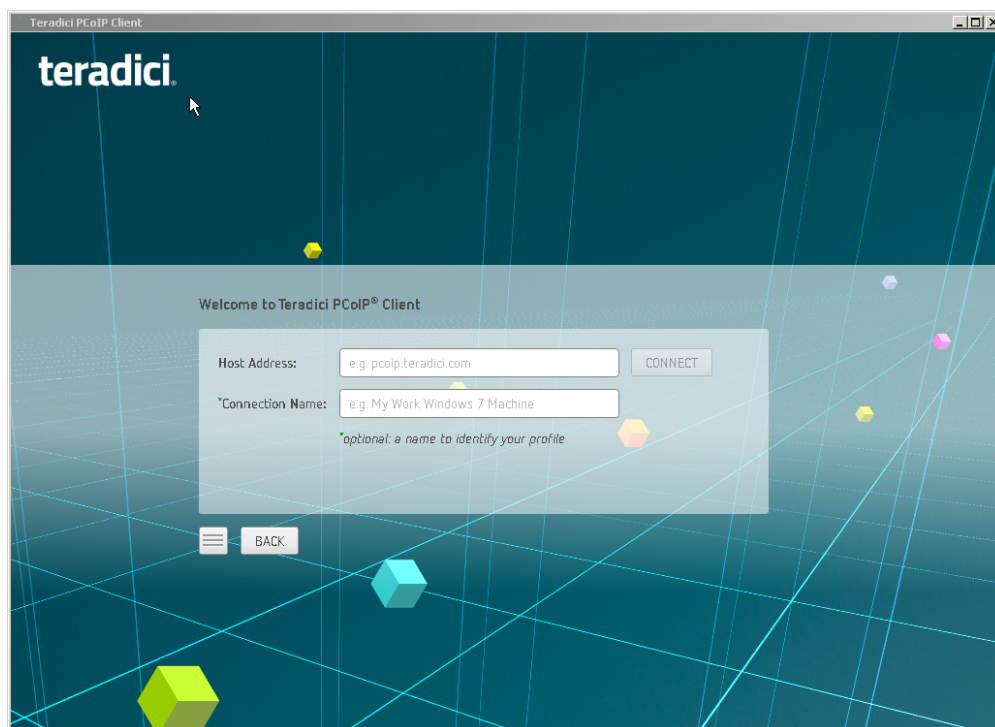 Teradici PCoIP Client
teradici®
Welcome to Teradici PCoIP® Client
Host Address:
e.g. pcoip.teradici.com
CONNECT
*Connection Name:
e.g. My Work Windows 7 Machine
*optional: a name to identify your profile
BACK